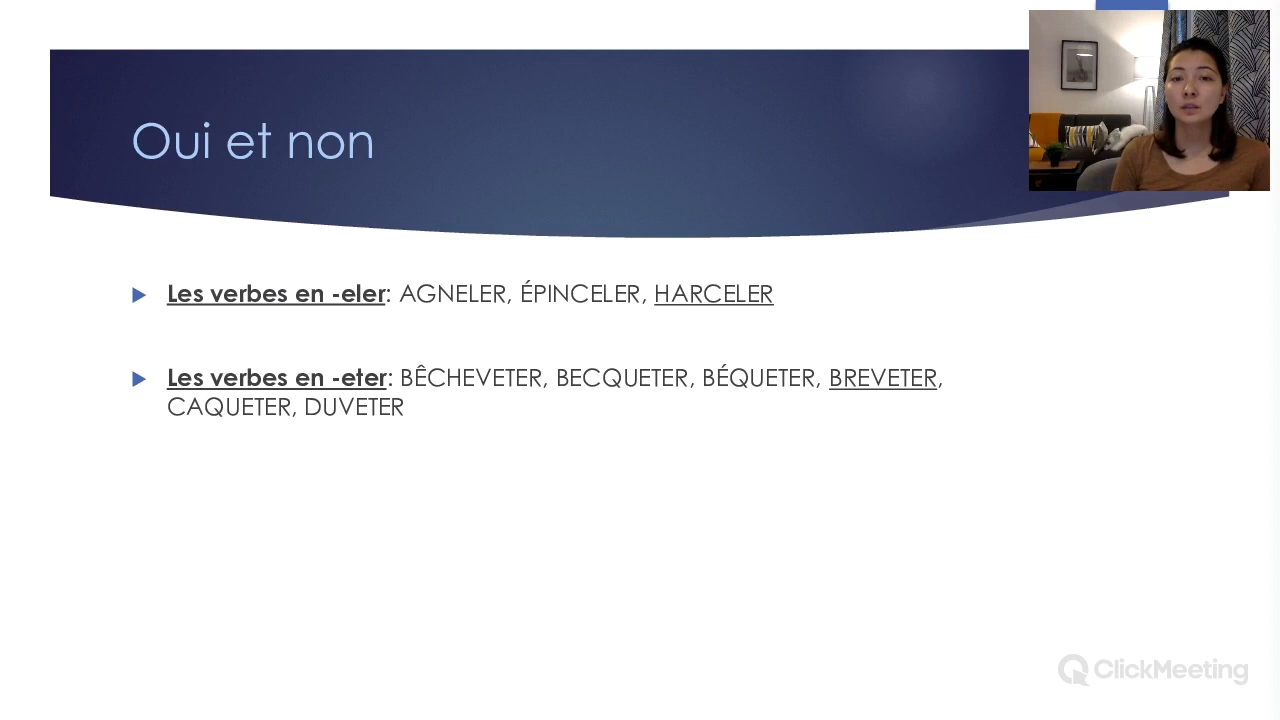 Oui et non
Les verbes en -eler: AGNELER, ÉPINCELER, HARCELER
Les verbes en -eter: BÊCHEVETER, BECQUETER, BÉQUETER, BREVETER,
CAQUETER, DUVETER
ClickMeeting